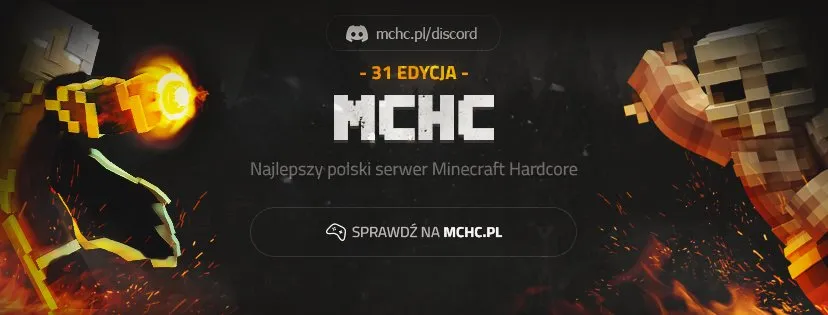 mchc.pl/discord
- 31 EDYCJA -
MCHC
Najlepszy polski serwer Minecraft Hardcore
SPRAWDŹ NA MCHC.PL